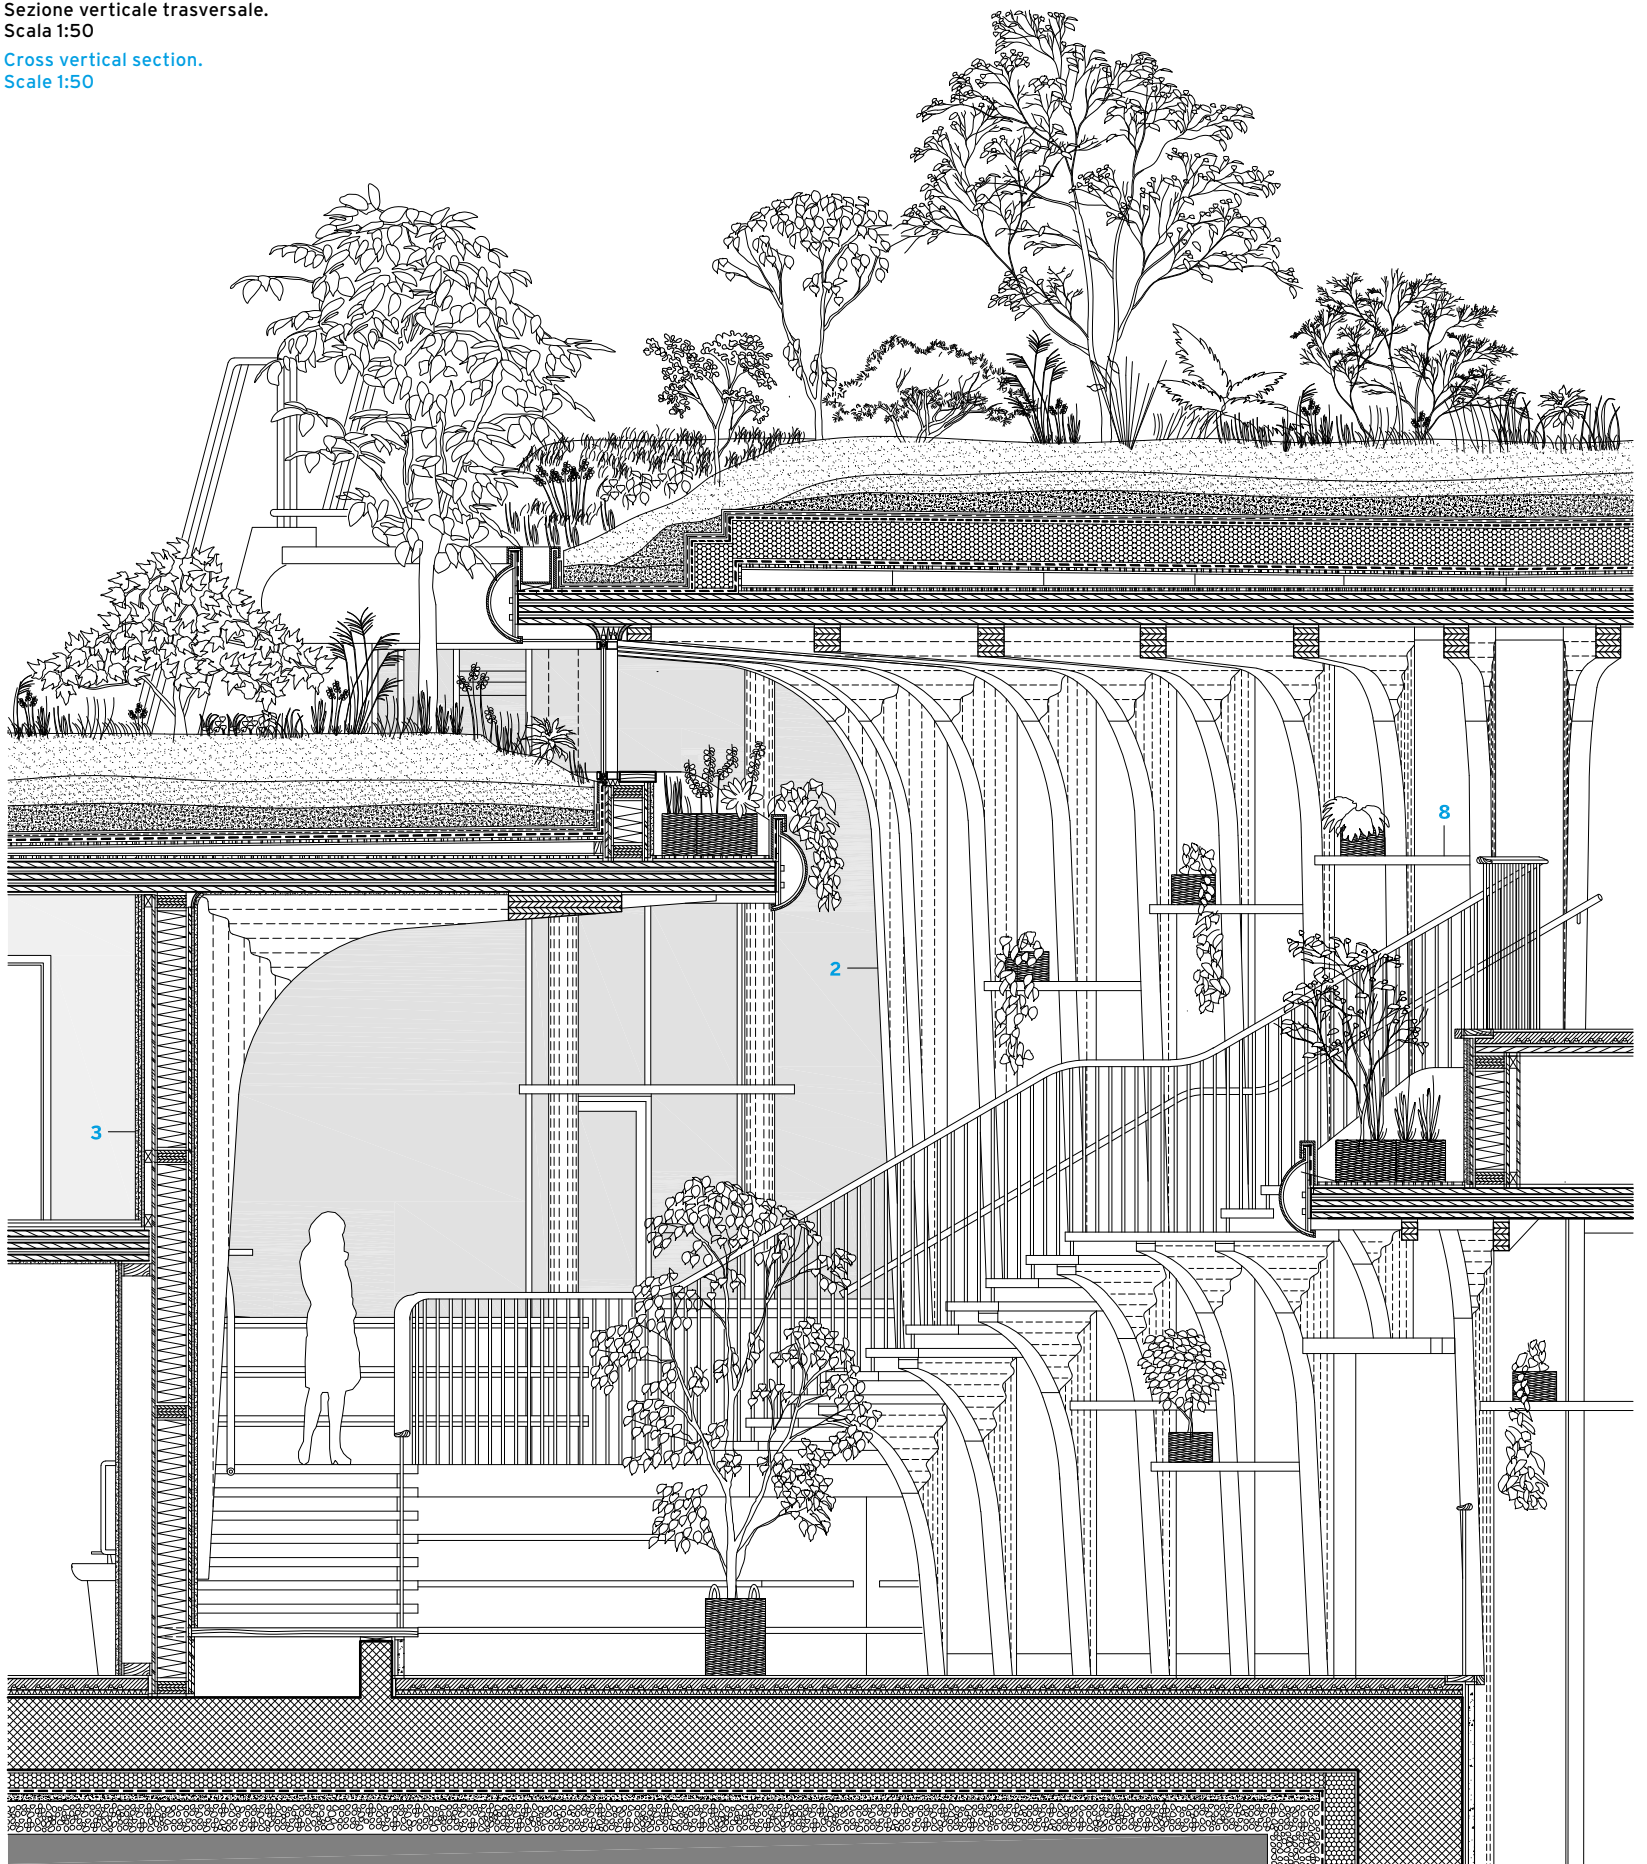 Sezione verticale trasversale.
Scala 1:50
Cross vertical section.
Scale 1:50
8
2
3